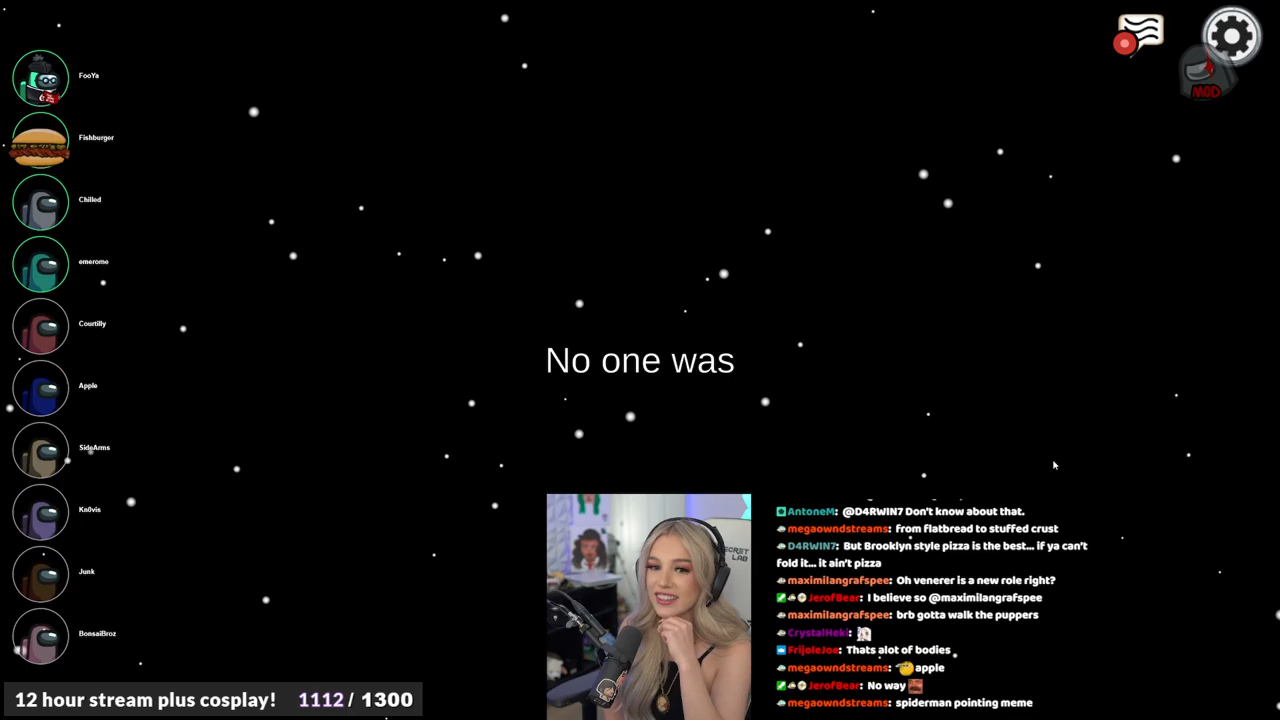 FooYa
Fishburger
Chilled
emerome
Courtilly
Apple
SideArms
Kn0vis
Junk
BonsaiBroz
MOD
No one was
SECRET
LAB
AntoneM: @D4RWIN7 Don't know about that.
megaowndstreams: from flatbread to stuffed crust
D4RWIN7: But Brooklyn style pizza is the best... if ya can't
fold it... it ain't pizza
maximilangrafspee: Oh venerer is a new role right?
JerofBear: I believe so @maximilangrafspee
maximilangrafspee: brb gotta walk the puppers
CrystalHeki:
FrijoleJoe: Thats alot of bodies
megaowndstreams: apple
JerofBear: No way
megaowndstreams: spiderman pointing meme
12 hour stream plus cosplay! 1112 / 1300